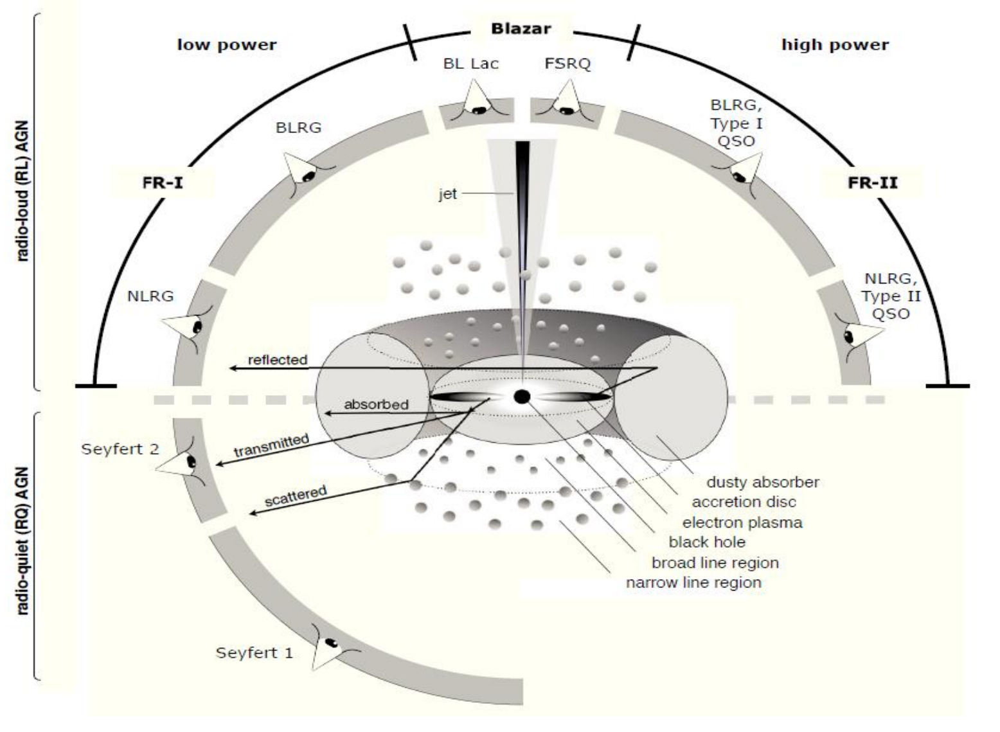 Blazar
low power
high power
BL Lac
FSRQ
BLRG,
Type I
QSO
BLRG
radio-loud (RL) AGN
FR-I
FR-II
jet
NLRG
NLRG,
Type II
QSO
reflected
absorbed
Seyfert 2
transmitted
scattered
dusty absorber
accretion disc
electron plasma
black hole
broad line region
narrow line region
radio-quiet (RQ) AGN
Seyfert 1